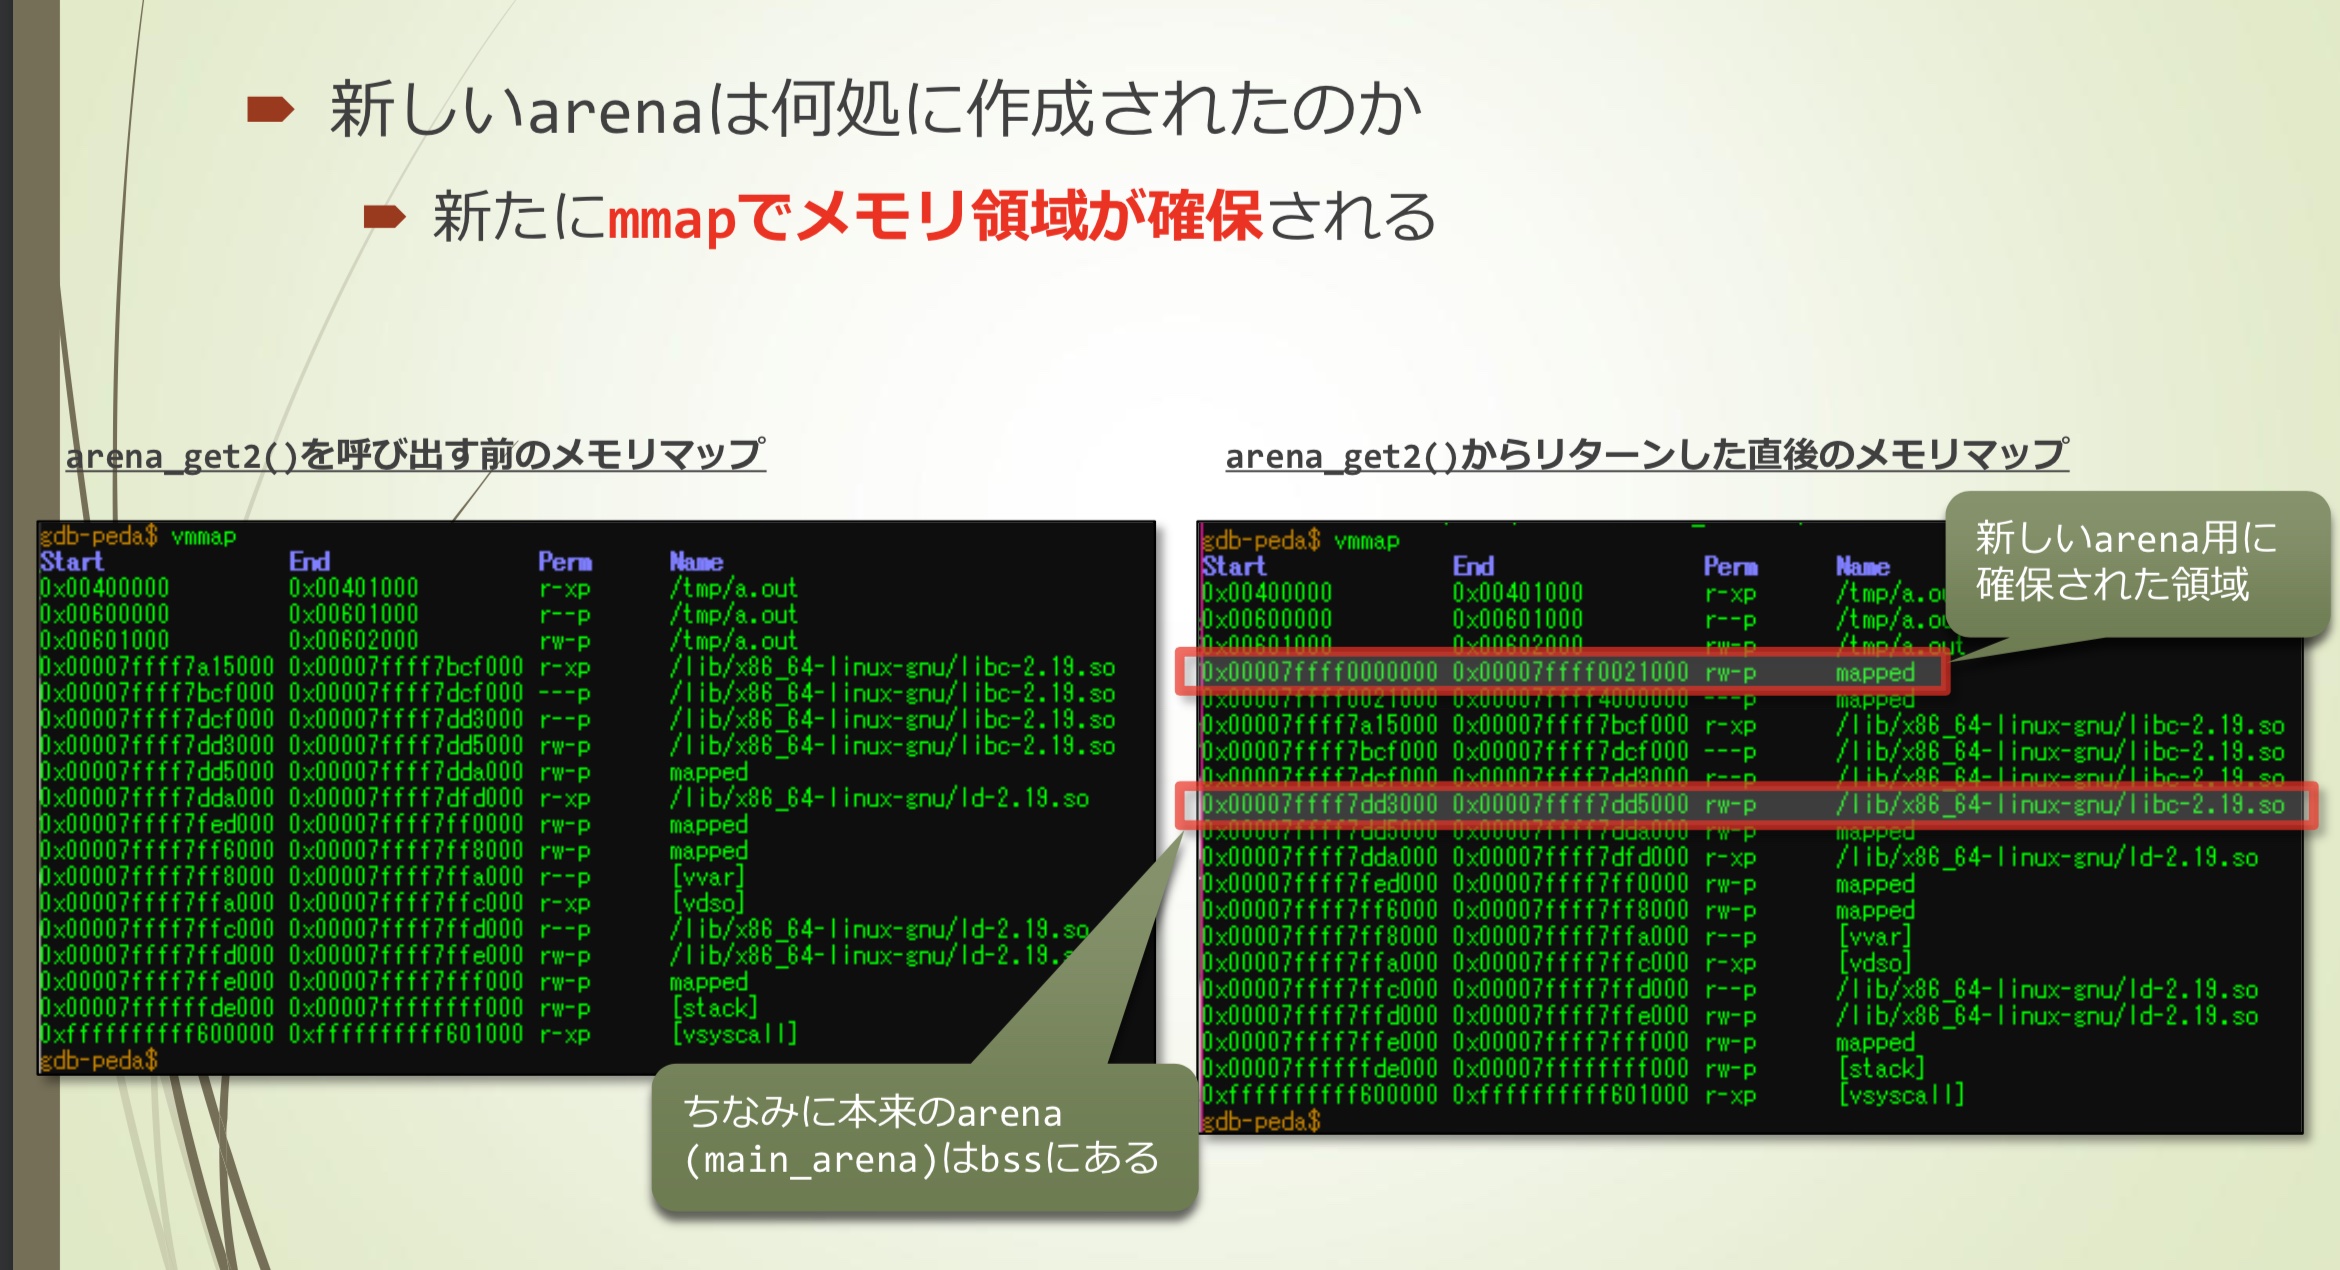 新しいarenaは何処に作成されたのか
新たにmmapでメモリ領域が確保される
arena_get2()を呼び出す前のメモリマップ
gdb-peda$ vmmap
Start End Perm Name
0x00400000 0x00401000 r-xp /tmp/a.out
0x00600000 0x00601000 r--p /tmp/a.out
0x00601000 0x00602000 rw-p /tmp/a.out
0x00007ffff7a15000 0x00007ffff7bcf000 r-xp /lib/x86_64-linux-gnu/libc-2.19.so
0x00007ffff7bcf000 0x00007ffff7dcf000 ---p /lib/x86_64-linux-gnu/libc-2.19.so
0x00007ffff7dcf000 0x00007ffff7dd3000 r--p /lib/x86_64-linux-gnu/libc-2.19.so
0x00007ffff7dd3000 0x00007ffff7dd5000 rw-p /lib/x86_64-linux-gnu/libc-2.19.so
0x00007ffff7dd5000 0x00007ffff7dda000 rw-p mapped
0x00007ffff7dda000 0x00007ffff7dfd000 r-xp /lib/x86_64-linux-gnu/ld-2.19.so
0x00007ffff7fed000 0x00007ffff7ff0000 rw-p mapped
0x00007ffff7ff6000 0x00007ffff7ff8000 rw-p mapped
0x00007ffff7ff8000 0x00007ffff7ffa000 r--p [vvar]
0x00007ffff7ffa000 0x00007ffff7ffc000 r-xp [vdso]
0x00007ffff7ffc000 0x00007ffff7ffd000 r--p /lib/x86_64-linux-gnu/ld-2.19.so
0x00007ffff7ffd000 0x00007ffff7ffe000 rw-p /lib/x86_64-linux-gnu/ld-2.19.s
0x00007ffff7ffe000 0x00007ffff7fff000 rw-p mapped
0x00007ffffffde000 0x00007ffffffff000 rw-p [stack]
0xffffffffff600000 0xffffffffff601000 r-xp [vsyscall]
gdb-peda$
ちなみに本来のarena
(main_arena)はbssにある
arena_get2()からリターンした直後のメモリマップ
新しいarena用に
確保された領域
gdb-peda$ vmmap
Start End Perm Name
0x00400000 0x00401000 r-xp /tmp/a.o
0x00600000 0x00601000 r--p /tmp/a.o
0x00601000 0x00602000 rw-p /tmp/a.out
0x00007ffff0000000 0x00007ffff0021000 rw-p mapped
0x00007ffff0021000 0x00007ffff4000000 ---p mapped
0x00007ffff7a15000 0x00007ffff7bcf000 r-xp /lib/x86_64-linux-gnu/libc-2.19.so
0x00007ffff7bcf000 0x00007ffff7dcf000 ---p /lib/x86_64-linux-gnu/libc-2.19.so
0x00007ffff7dcf000 0x00007ffff7dd3000 r--p /lib/x86_64-linux-gnu/libc-2.19.so
0x00007ffff7dd3000 0x00007ffff7dd5000 rw-p /lib/x86_64-linux-gnu/libc-2.19.so
0x00007ffff7dd5000 0x00007ffff7dda000 rw-p mapped
0x00007ffff7dda000 0x00007ffff7dfd000 r-xp /lib/x86_64-linux-gnu/ld-2.19.so
0x00007ffff7fed000 0x00007ffff7ff0000 rw-p mapped
0x00007ffff7ff6000 0x00007ffff7ff8000 rw-p mapped
0x00007ffff7ff8000 0x00007ffff7ffa000 r--p [vvar]
0x00007ffff7ffa000 0x00007ffff7ffc000 r-xp [vdso]
0x00007ffff7ffc000 0x00007ffff7ffd000 r--p /lib/x86_64-linux-gnu/ld-2.19.so
0x00007ffff7ffd000 0x00007ffff7ffe000 rw-p /lib/x86_64-linux-gnu/ld-2.19.so
0x00007ffff7ffe000 0x00007ffff7fff000 rw-p mapped
0x00007ffffffde000 0x00007ffffffff000 rw-p [stack]
0xffffffffff600000 0xffffffffff601000 r-xp [vsyscall]
gdb-peda$